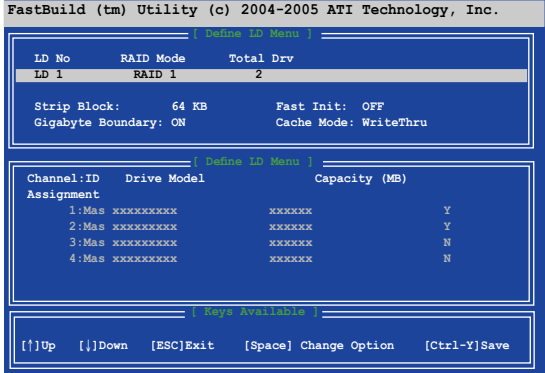 FastBuild (tm) Utility (c) 2004-2005 ATI Technology, Inc.
[ Define LD Menu ]
LD No RAID Mode Total Drv
LD 1 RAID 1 2
Strip Block: 64 KB Fast Init: OFF
Gigabyte Boundary: ON Cache Mode: WriteThru
[ Define LD Menu ]
Channel:ID Drive Model Capacity (MB)
Assignment
1:Mas xxxxxxxxx xxxxxx Y
2:Mas xxxxxxxxx xxxxxx Y
3:Mas xxxxxxxxx xxxxxx N
4:Mas xxxxxxxxx xxxxxx N
[ Keys Available ]
[↑]Up [↓]Down [ESC]Exit [Space] Change Option [Ctrl-Y]Save